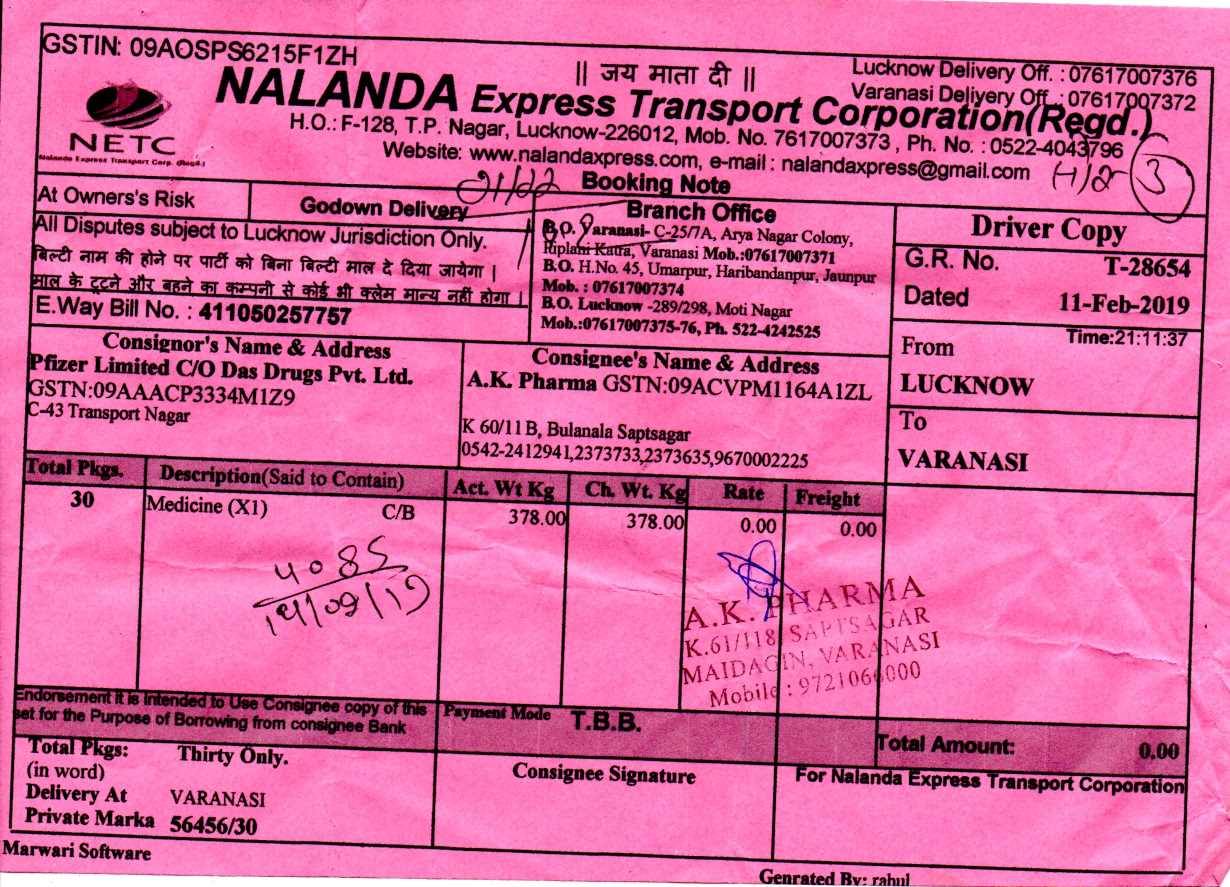 GSTIN: 09AOSPS6215F1ZH
|| जय माता दी ||
Lucknow Delivery Off. : 07617007376
Varanasi Delivery Off. : 07617007372
NETC
Nalanda Express Transport Corp. (Regd.)
NALANDA Express Transport Corporation(Regd.)
H.O.: F-128, T.P. Nagar, Lucknow-226012, Mob. No. 7617007373 , Ph. No. : 0522-4043796
Website: www.nalandaxpress.com, e-mail : nalandaxpress@gmail.com
3
Booking Note
At Owners's Risk
Godown Delivery
All Disputes subject to Lucknow Jurisdiction Only.
बिल्टी नाम की होने पर पार्टी को बिना बिल्टी माल दे दिया जायेगा ।
माल के टूटने और बहने का कम्पनी से कोई भी क्लेम मान्य नहीं होगा ।
E.Way Bill No. : 411050257757
Branch Office
B.O. Varanasi- C-25/7A, Arya Nagar Colony,
Riplani Katra, Varanasi Mob.:07617007371
B.O. H.No. 45, Umarpur, Haribandanpur, Jaunpur
Mob. : 07617007374
B.O. Lucknow -289/298, Moti Nagar
Mob.:07617007375-76, Ph. 522-4242525
Driver Copy
G.R. No. T-28654
Dated 11-Feb-2019
Time:21:11:37
From
LUCKNOW
To
VARANASI
Consignor's Name & Address
Pfizer Limited C/O Das Drugs Pvt. Ltd.
GSTN:09AAACP3334M1Z9
C-43 Transport Nagar
Consignee's Name & Address
A.K. Pharma GSTN:09ACVPM1164A1ZL
K 60/11 B, Bulanala Saptsagar
0542-2412941,2373733,2373635,9670002225
Total Pkgs. Description(Said to Contain) Act. Wt Kg Ch. Wt. Kg Rate Freight
30 Medicine (X1) C/B 378.00 378.00 0.00 0.00
4085
14/02/19
A.K. PHARMA
K.61/118, SAPTSAGAR
MAIDAGIN, VARANASI
Mobile : 9721066000
Endorsement It is Intended to Use Consignee copy of this
set for the Purpose of Borrowing from consignee Bank
Payment Mode T.B.B.
Total Amount: 0.00
Total Pkgs: Thirty Only.
(in word)
Delivery At VARANASI
Private Marka 56456/30
Consignee Signature
For Nalanda Express Transport Corporation
Marwari Software
Genrated By: rahul